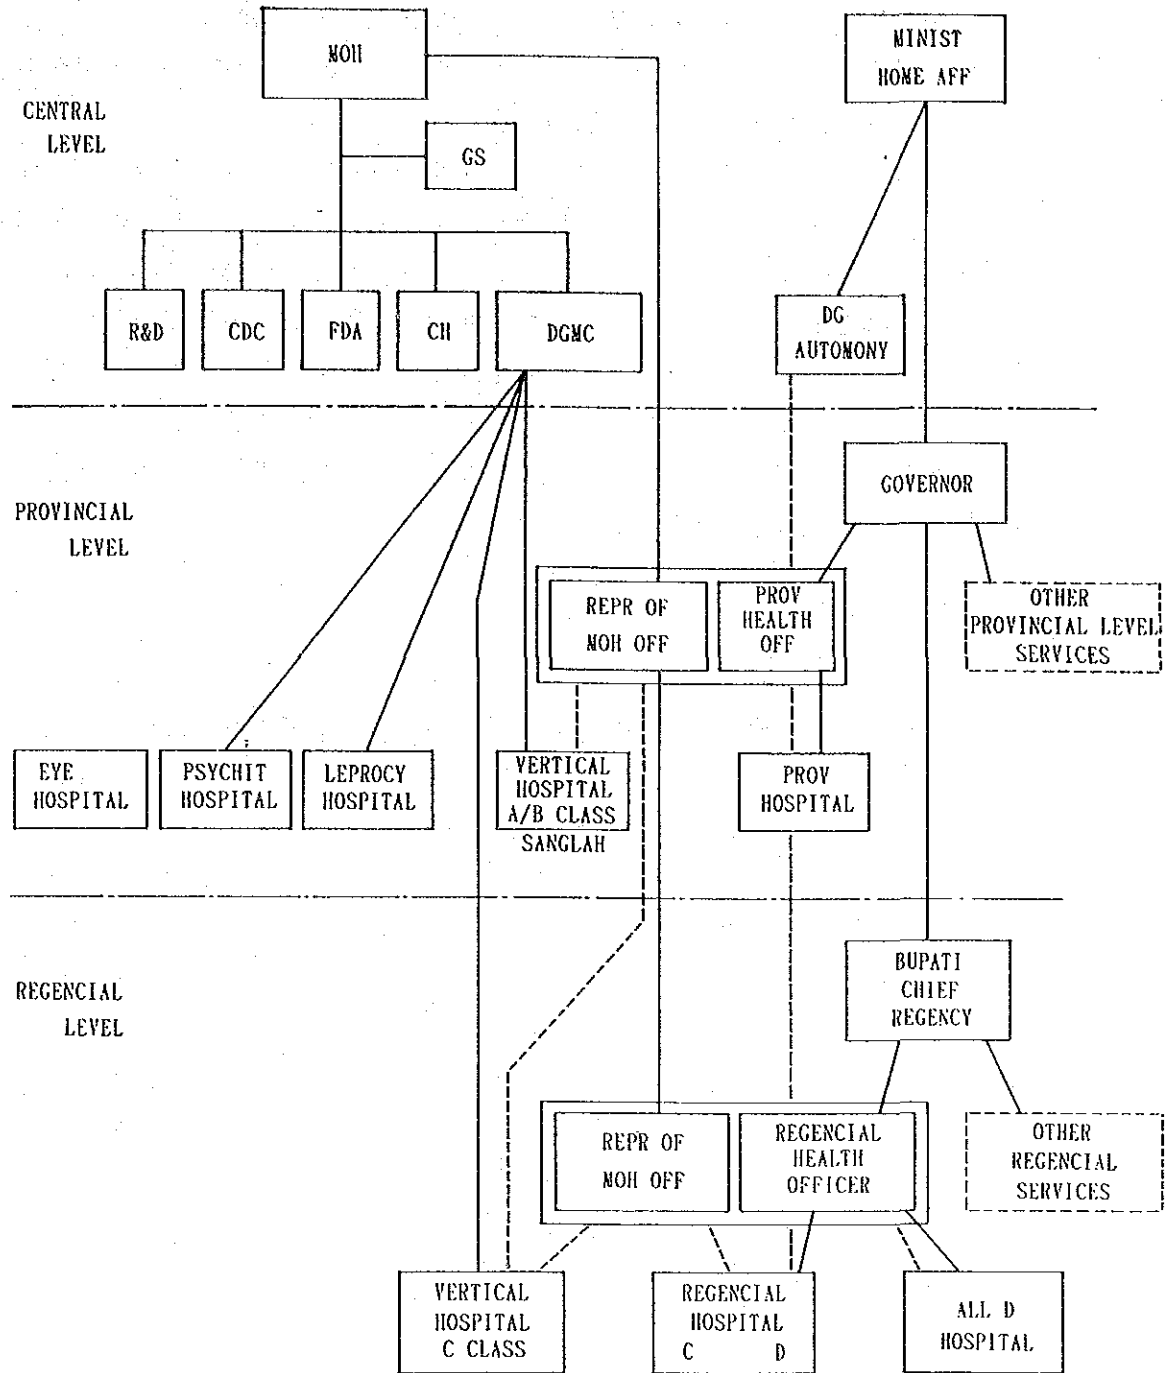 MOH
MINIST
HOME AFF
CENTRAL
LEVEL
GS
R&D
CDC
FDA
CH
DGMC
DG
AUTOMONY
GOVERNOR
PROVINCIAL
LEVEL
REPR OF
MOH OFF
PROV
HEALTH
OFF
OTHER
PROVINCIAL LEVEL
SERVICES
EYE
HOSPITAL
PSYCHIT
HOSPITAL
LEPROCY
HOSPITAL
VERTICAL
HOSPITAL
A/B CLASS
SANGLAH
PROV
HOSPITAL
REGENCIAL
LEVEL
BUPATI
CHIEF
REGENCY
REPR OF
MOH OFF
REGENCIAL
HEALTH
OFFICER
OTHER
REGENCIAL
SERVICES
VERTICAL
HOSPITAL
C CLASS
REGENCIAL
HOSPITAL
C D
ALL D
HOSPITAL